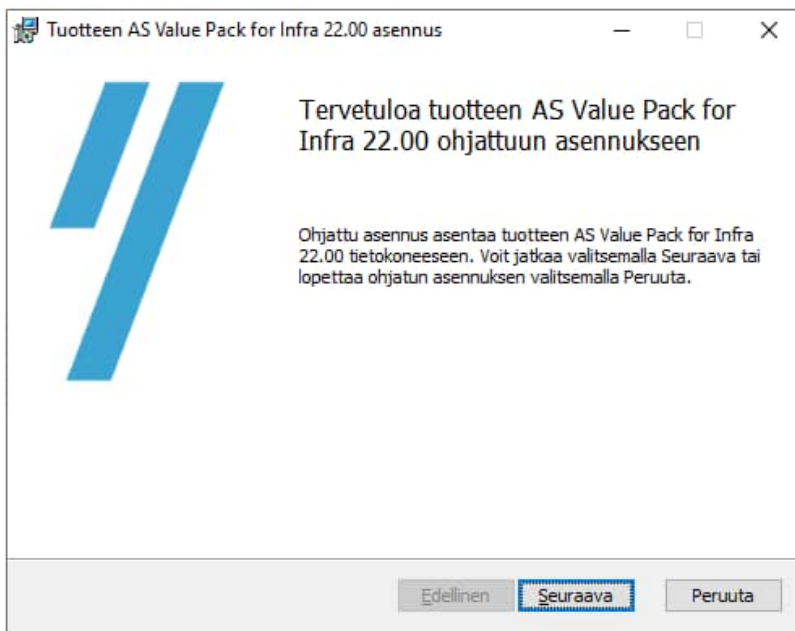 Tuotteen AS Value Pack for Infra 22.00 asennus
Tervetuloa tuotteen AS Value Pack for
Infra 22.00 ohjattuun asennukseen
Ohjattu asennus asentaa tuotteen AS Value Pack for Infra
22.00 tietokoneeseen. Voit jatkaa valitsemalla Seuraava tai
lopettaa ohjatun asennuksen valitsemalla Peruuta.
Edellinen Seuraava Peruuta